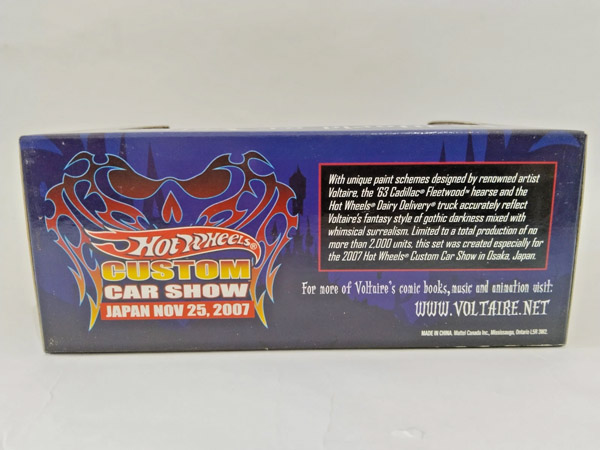 Hot Wheels®
CUSTOM
CAR SHOW
JAPAN NOV 25, 2007
With unique paint schemes designed by renowned artist
Voltaire, the '63 Cadillac® Fleetwood® hearse and the
Hot Wheels® Dairy Delivery® truck accurately reflect
Voltaire's fantasy style of gothic darkness mixed with
whimsical surrealism. Limited to a total production of no
more than 2,000 units, this set was created especially for
the 2007 Hot Wheels® Custom Car Show in Osaka, Japan.
For more of Voltaire's comic books, music and animation visit:
WWW.VOLTAIRE.NET
MADE IN CHINA. Mattel Canada Inc., Mississauga, Ontario L5R 3W2.